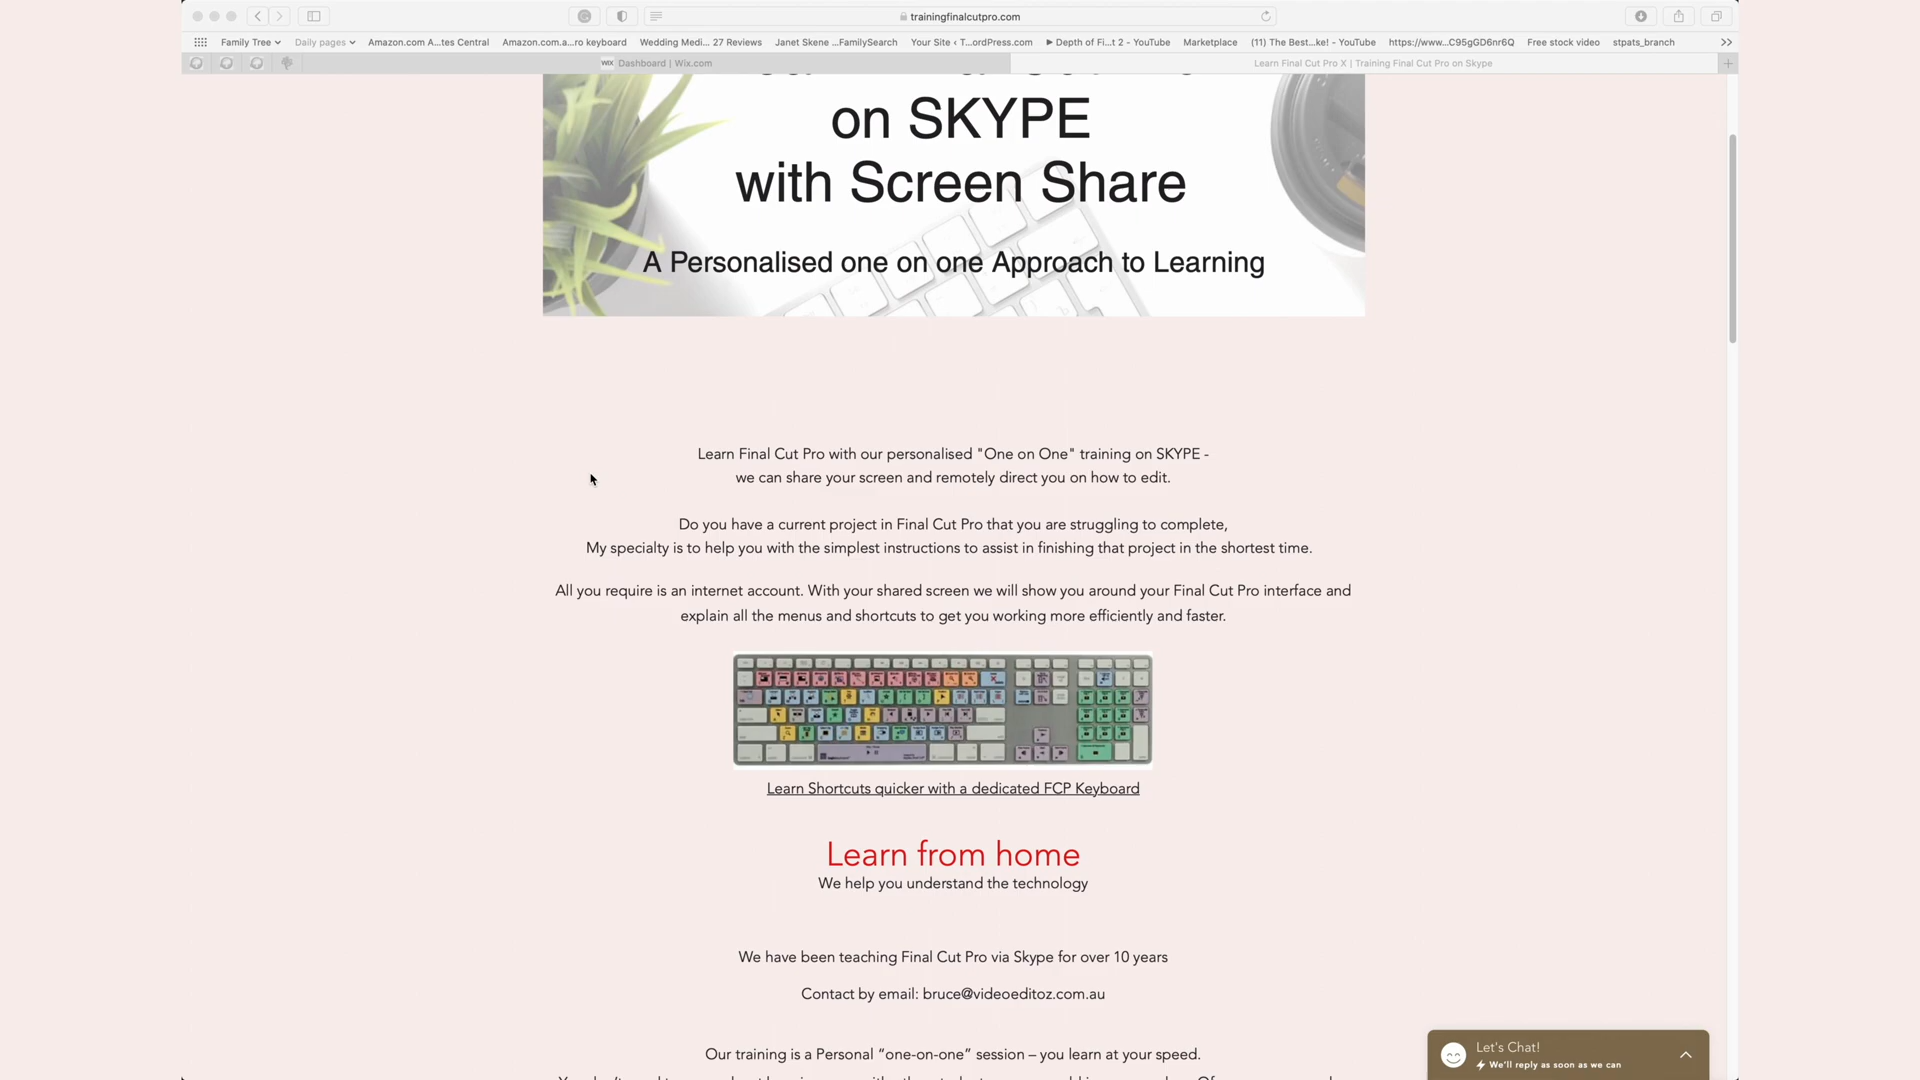 trainingfinalcutpro.com
Family Tree
Daily pages
Amazon.com A...tes Central
Amazon.com.a...ro keyboard
Wedding Medi... 27 Reviews
Janet Skene ...FamilySearch
Your Site ‹ T...ordPress.com
▶ Depth of Fi...t 2 - YouTube
Marketplace
(11) The Best...ke! - YouTube
https://www...C95gGD6nr6Q
Free stock video
stpats_branch
WIX Dashboard | Wix.com
Learn Final Cut Pro X | Training Final Cut Pro on Skype
on SKYPE
with Screen Share
A Personalised one on one Approach to Learning
Learn Final Cut Pro with our personalised "One on One" training on SKYPE -
we can share your screen and remotely direct you on how to edit.
Do you have a current project in Final Cut Pro that you are struggling to complete,
My specialty is to help you with the simplest instructions to assist in finishing that project in the shortest time.
All you require is an internet account. With your shared screen we will show you around your Final Cut Pro interface and
explain all the menus and shortcuts to get you working more efficiently and faster.
Learn Shortcuts quicker with a dedicated FCP Keyboard
Learn from home
We help you understand the technology
We have been teaching Final Cut Pro via Skype for over 10 years
Contact by email: bruce@videoeditoz.com.au
Our training is a Personal “one-on-one” session – you learn at your speed.
Let's Chat!
We'll reply as soon as we can